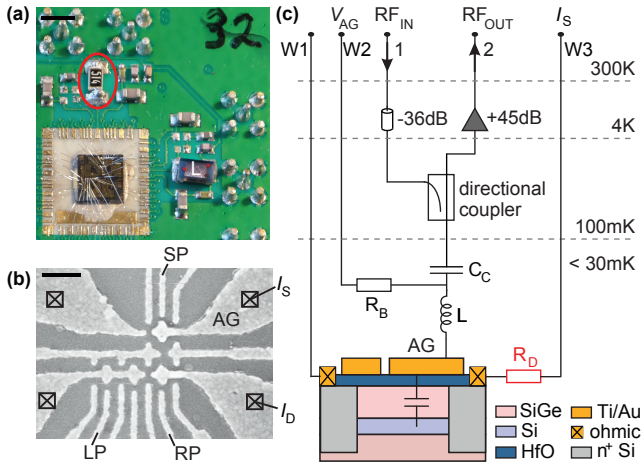 (a)
32
514
L
(b)
SP
I_S
AG
I_D
LP
RP
(c)
V_AG
RF_IN
RF_OUT
I_S
W1
W2
1
2
W3
300K
-36dB
+45dB
4K
directional
coupler
100mK
C_C
< 30mK
R_B
L
AG
R_D
SiGe
Ti/Au
Si
ohmic
HfO
n⁺ Si